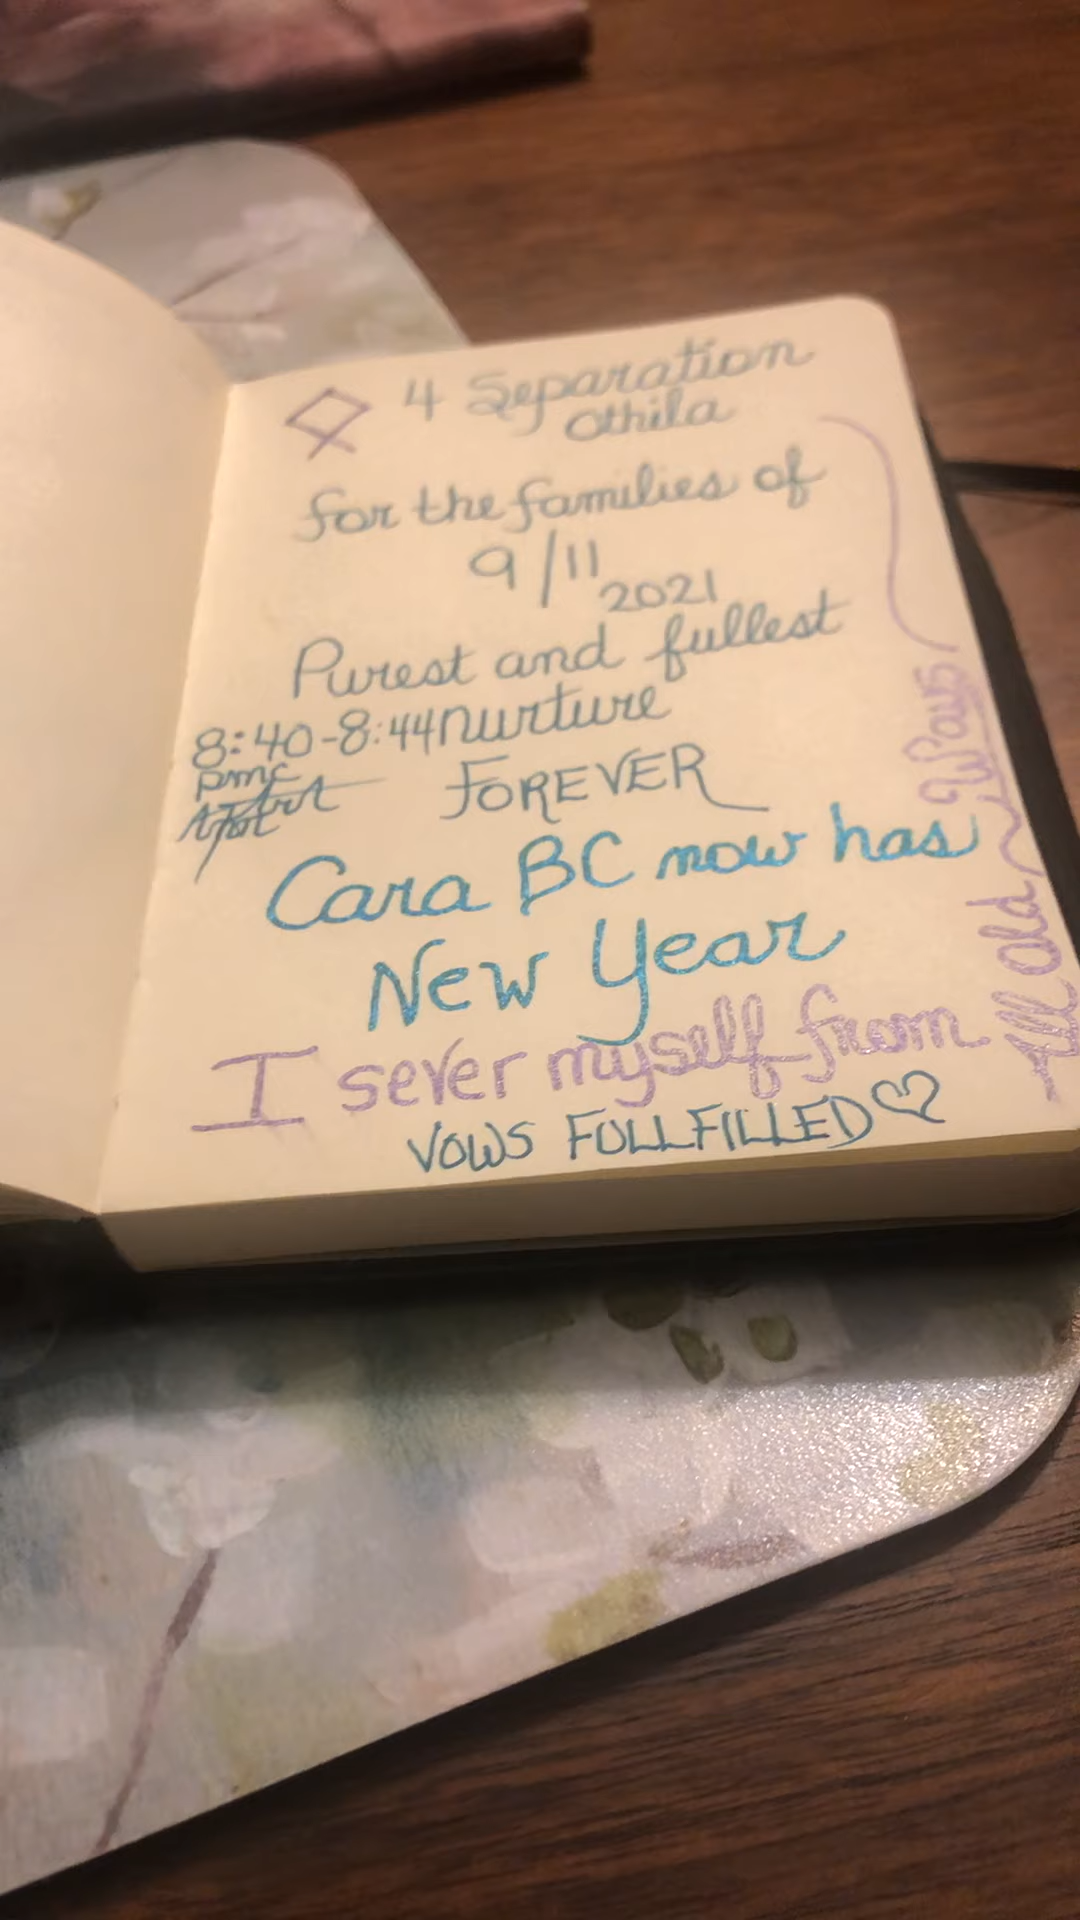 4 Separation
Othila
for the families of
9/11
2021
Purest and fullest
8:40-8:44 nurture
pmc
FOREVER
Cara BC now has
New Year
I sever myself from
All Old Ways
VOWS FULLFILLED